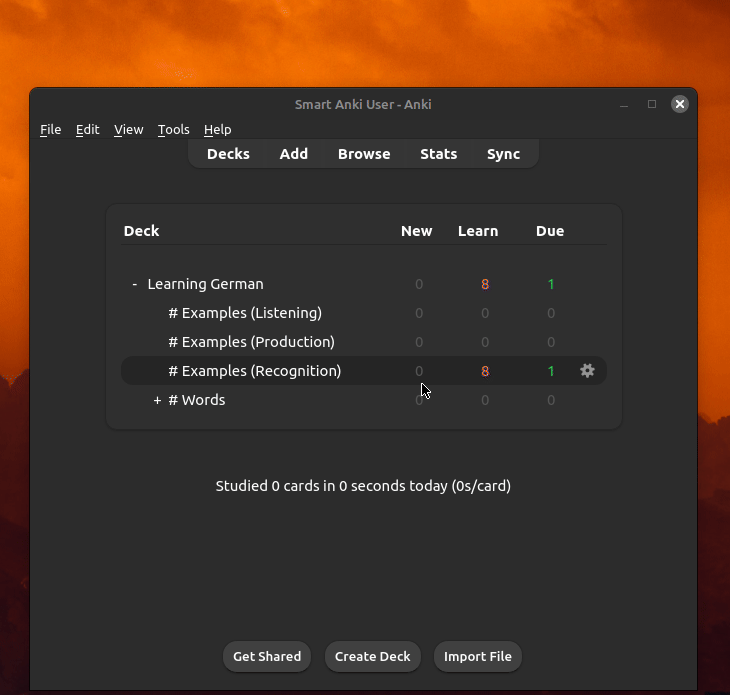 Smart Anki User - Anki
File Edit View Tools Help
Decks Add Browse Stats Sync
Deck New Learn Due
- Learning German 0 8 1
# Examples (Listening) 0 0 0
# Examples (Production) 0 0 0
# Examples (Recognition) 0 8 1
+ # Words 0 0 0
Studied 0 cards in 0 seconds today (0s/card)
Get Shared Create Deck Import File